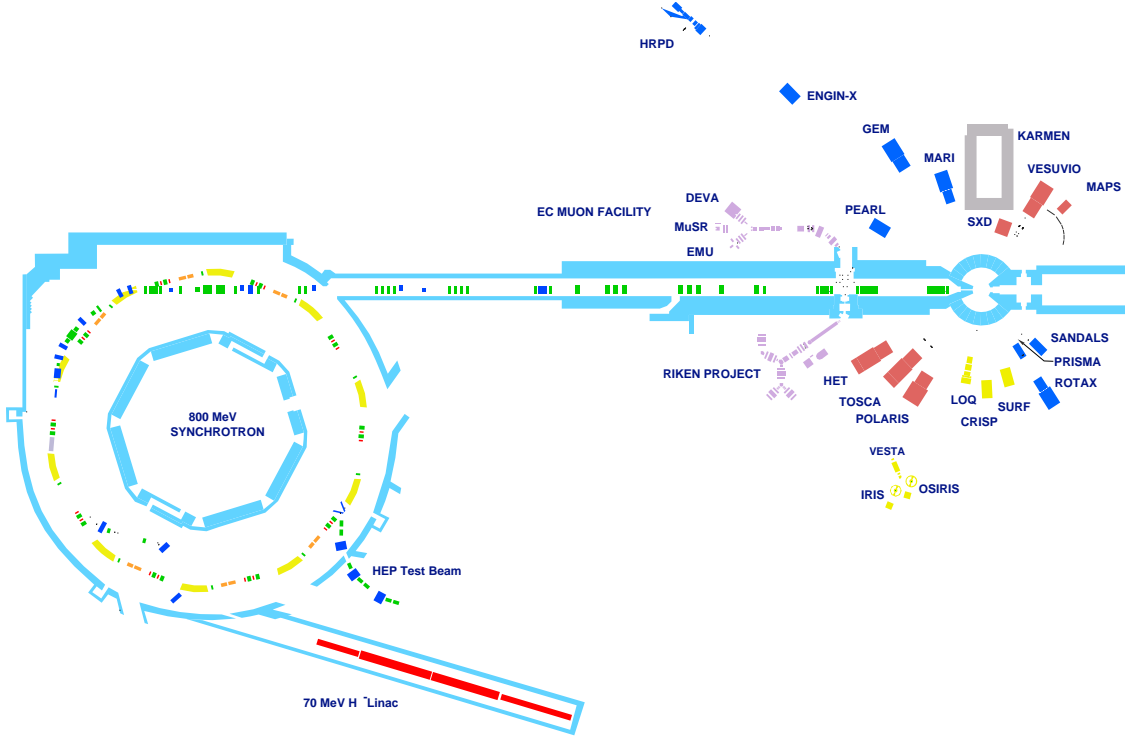 HRPD
ENGIN-X
GEM
KARMEN
MARI
VESUVIO
MAPS
DEVA
EC MUON FACILITY
PEARL
SXD
MuSR
EMU
SANDALS
PRISMA
RIKEN PROJECT
HET
ROTAX
TOSCA
LOQ
SURF
POLARIS
CRISP
800 MeV
SYNCHROTRON
VESTA
IRIS
OSIRIS
HEP Test Beam
70 MeV H⁻ Linac